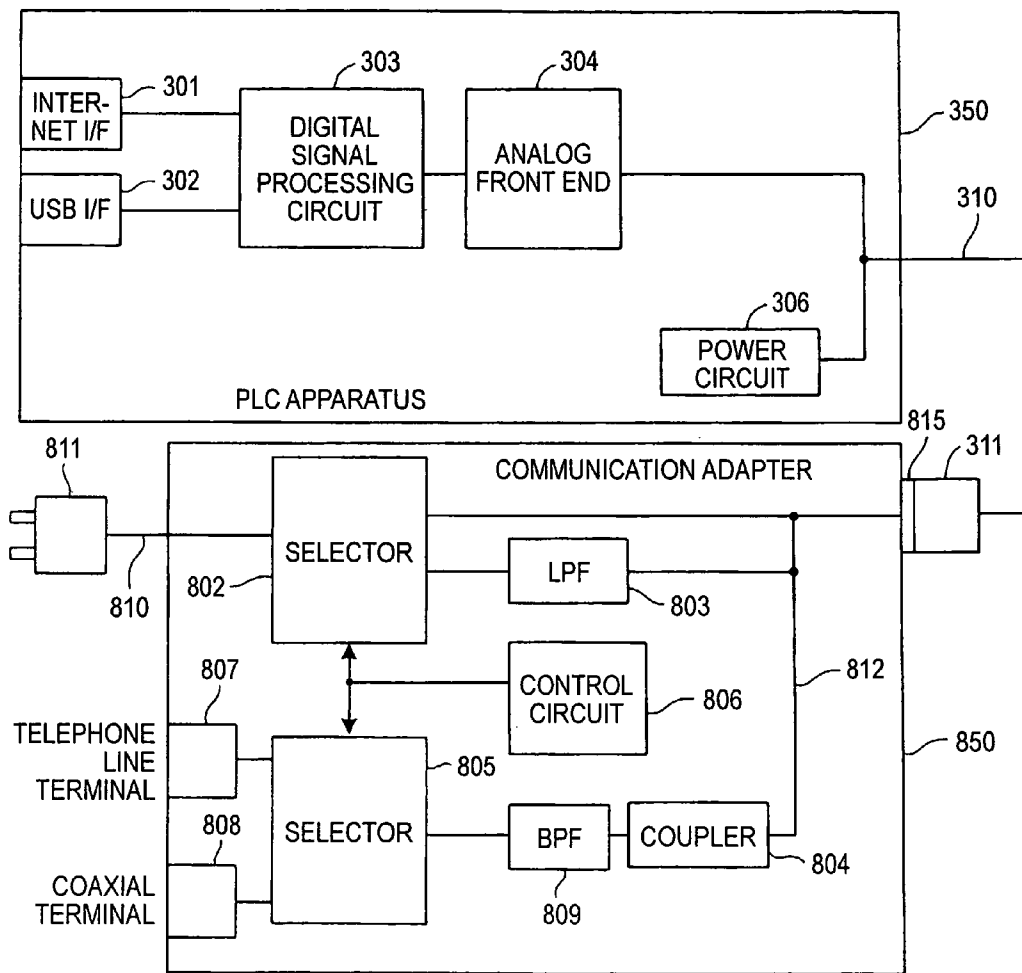 301
INTER-
NET I/F
302
USB I/F
303
DIGITAL
SIGNAL
PROCESSING
CIRCUIT
304
ANALOG
FRONT END
350
310
306
POWER
CIRCUIT
PLC APPARATUS
811
810
COMMUNICATION ADAPTER
815
311
SELECTOR
802
LPF
803
CONTROL
CIRCUIT
806
812
850
807
TELEPHONE
LINE
TERMINAL
805
SELECTOR
808
COAXIAL
TERMINAL
BPF
809
COUPLER
804